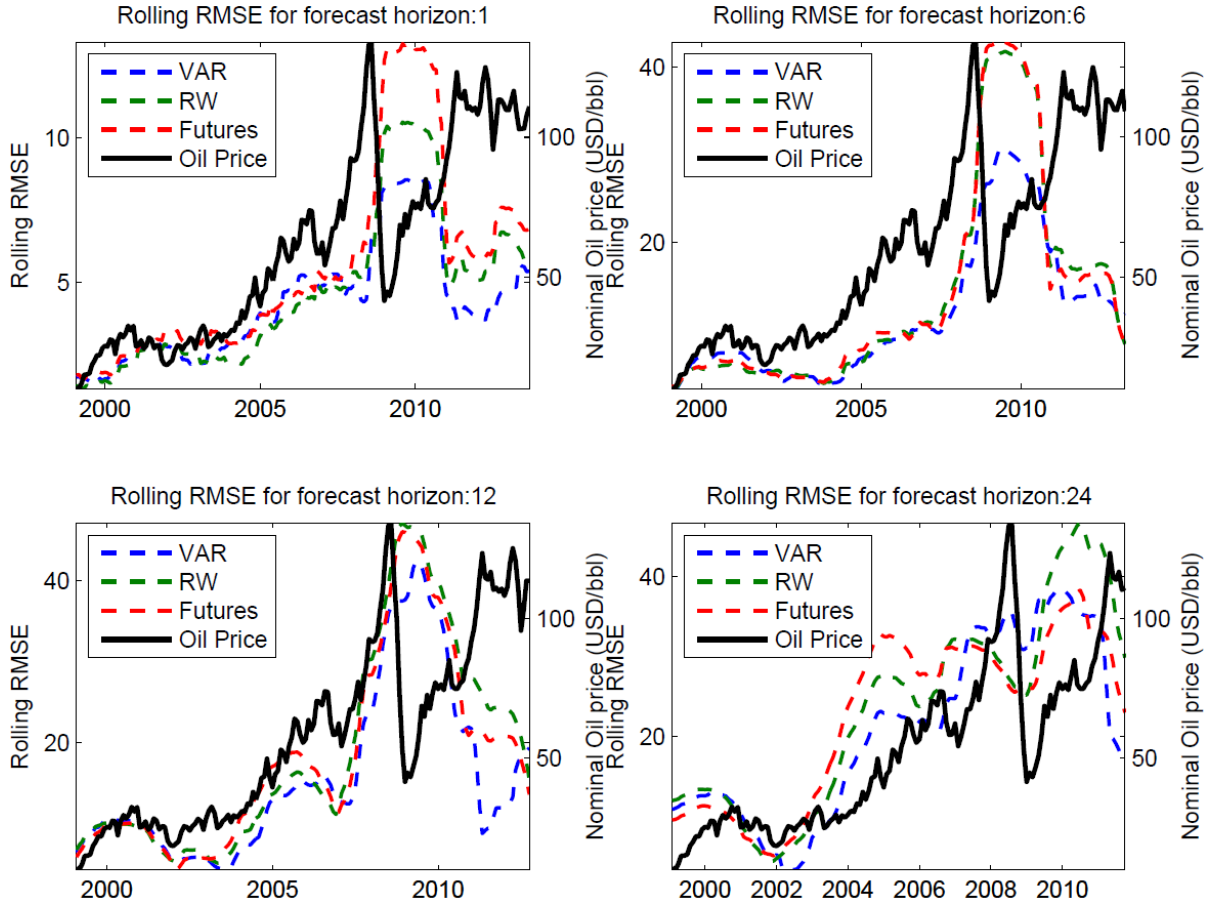 Rolling RMSE for forecast horizon:1
VAR
RW
Futures
Oil Price
Rolling RMSE
10
5
100
50
Nominal Oil price (USD/bbl)
2000 2005 2010
Rolling RMSE for forecast horizon:6
VAR
RW
Futures
Oil Price
Rolling RMSE
40
20
100
50
Nominal Oil price (USD/bbl)
2000 2005 2010
Rolling RMSE for forecast horizon:12
VAR
RW
Futures
Oil Price
Rolling RMSE
40
20
100
50
Nominal Oil price (USD/bbl)
2000 2005 2010
Rolling RMSE for forecast horizon:24
VAR
RW
Futures
Oil Price
Rolling RMSE
40
20
100
50
Nominal Oil price (USD/bbl)
2000 2002 2004 2006 2008 2010